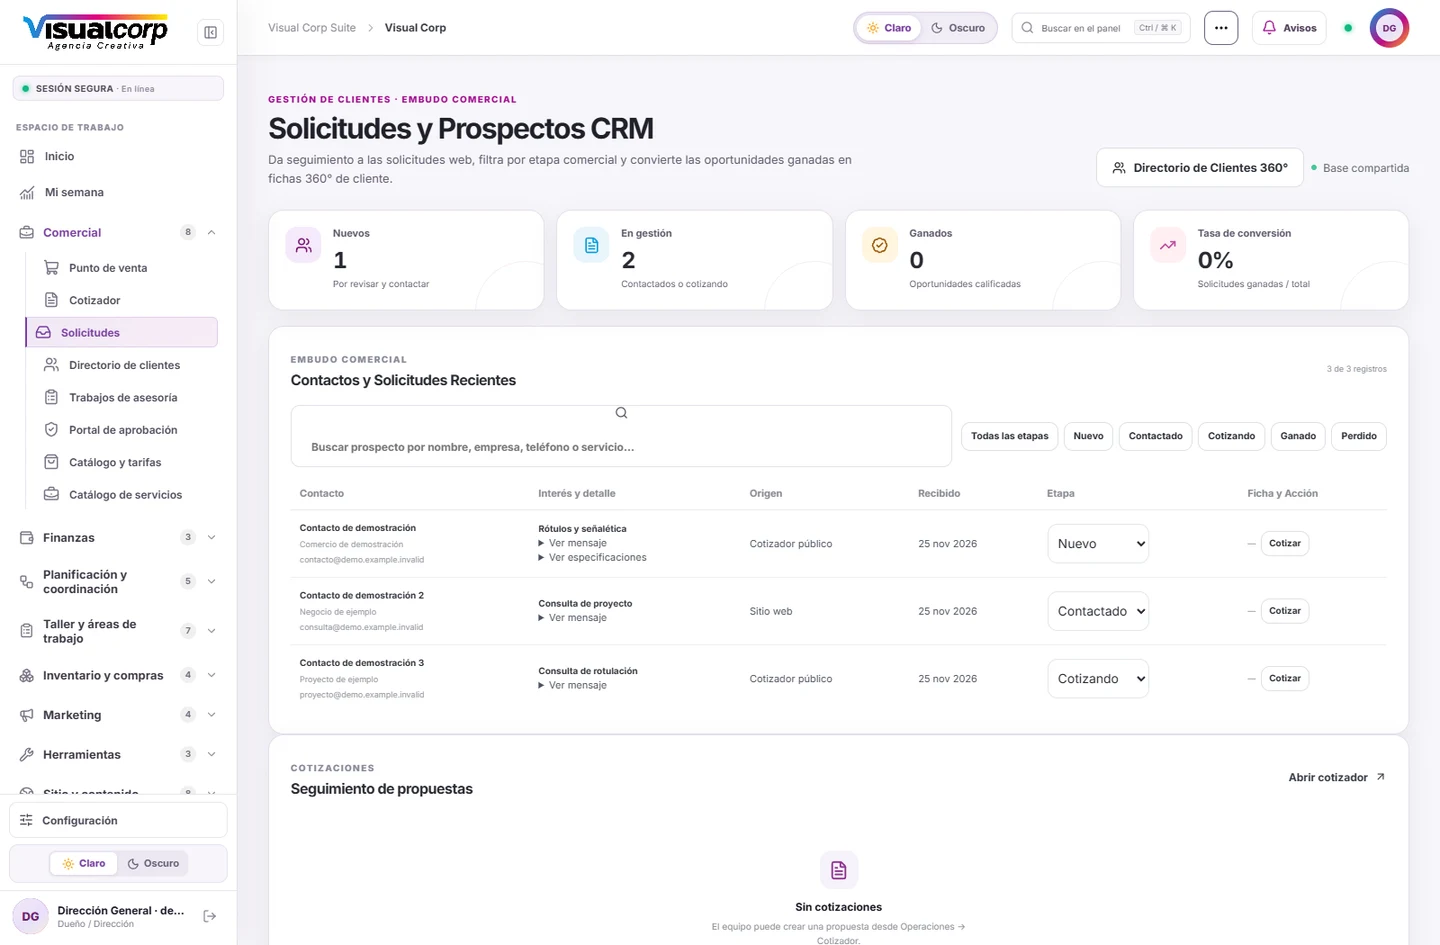 Visualcorp
Agencia Creativa
SESIÓN SEGURA · En línea
ESPACIO DE TRABAJO
Inicio
Mi semana
Comercial 8
Punto de venta
Cotizador
Solicitudes
Directorio de clientes
Trabajos de asesoría
Portal de aprobación
Catálogo y tarifas
Catálogo de servicios
Finanzas 3
Planificación y coordinación 5
Taller y áreas de trabajo 7
Inventario y compras 4
Marketing 4
Herramientas 3
Sitio y contenido 8
Configuración
Claro Oscuro
DG Dirección General · de...
Dueño / Dirección
Visual Corp Suite > Visual Corp
Claro Oscuro
Buscar en el panel Ctrl / ⌘ K
Avisos
DG
GESTIÓN DE CLIENTES · EMBUDO COMERCIAL
Solicitudes y Prospectos CRM
Da seguimiento a las solicitudes web, filtra por etapa comercial y convierte las oportunidades ganadas en
fichas 360° de cliente.
Directorio de Clientes 360°
Base compartida
Nuevos
1
Por revisar y contactar
En gestión
2
Contactados o cotizando
Ganados
0
Oportunidades calificadas
Tasa de conversión
0%
Solicitudes ganadas / total
EMBUDO COMERCIAL
Contactos y Solicitudes Recientes
3 de 3 registros
Buscar prospecto por nombre, empresa, teléfono o servicio...
Todas las etapas Nuevo Contactado Cotizando Ganado Perdido
Contacto Interés y detalle Origen Recibido Etapa Ficha y Acción
Contacto de demostración
Comercio de demostración
contacto@demo.example.invalid
Rótulos y señalética
Ver mensaje
Ver especificaciones
Cotizador público
25 nov 2026
Nuevo
— Cotizar
Contacto de demostración 2
Negocio de ejemplo
consulta@demo.example.invalid
Consulta de proyecto
Ver mensaje
Sitio web
25 nov 2026
Contactado
— Cotizar
Contacto de demostración 3
Proyecto de ejemplo
proyecto@demo.example.invalid
Consulta de rotulación
Ver mensaje
Cotizador público
25 nov 2026
Cotizando
— Cotizar
COTIZACIONES
Seguimiento de propuestas
Abrir cotizador
Sin cotizaciones
El equipo puede crear una propuesta desde Operaciones →
Cotizador.